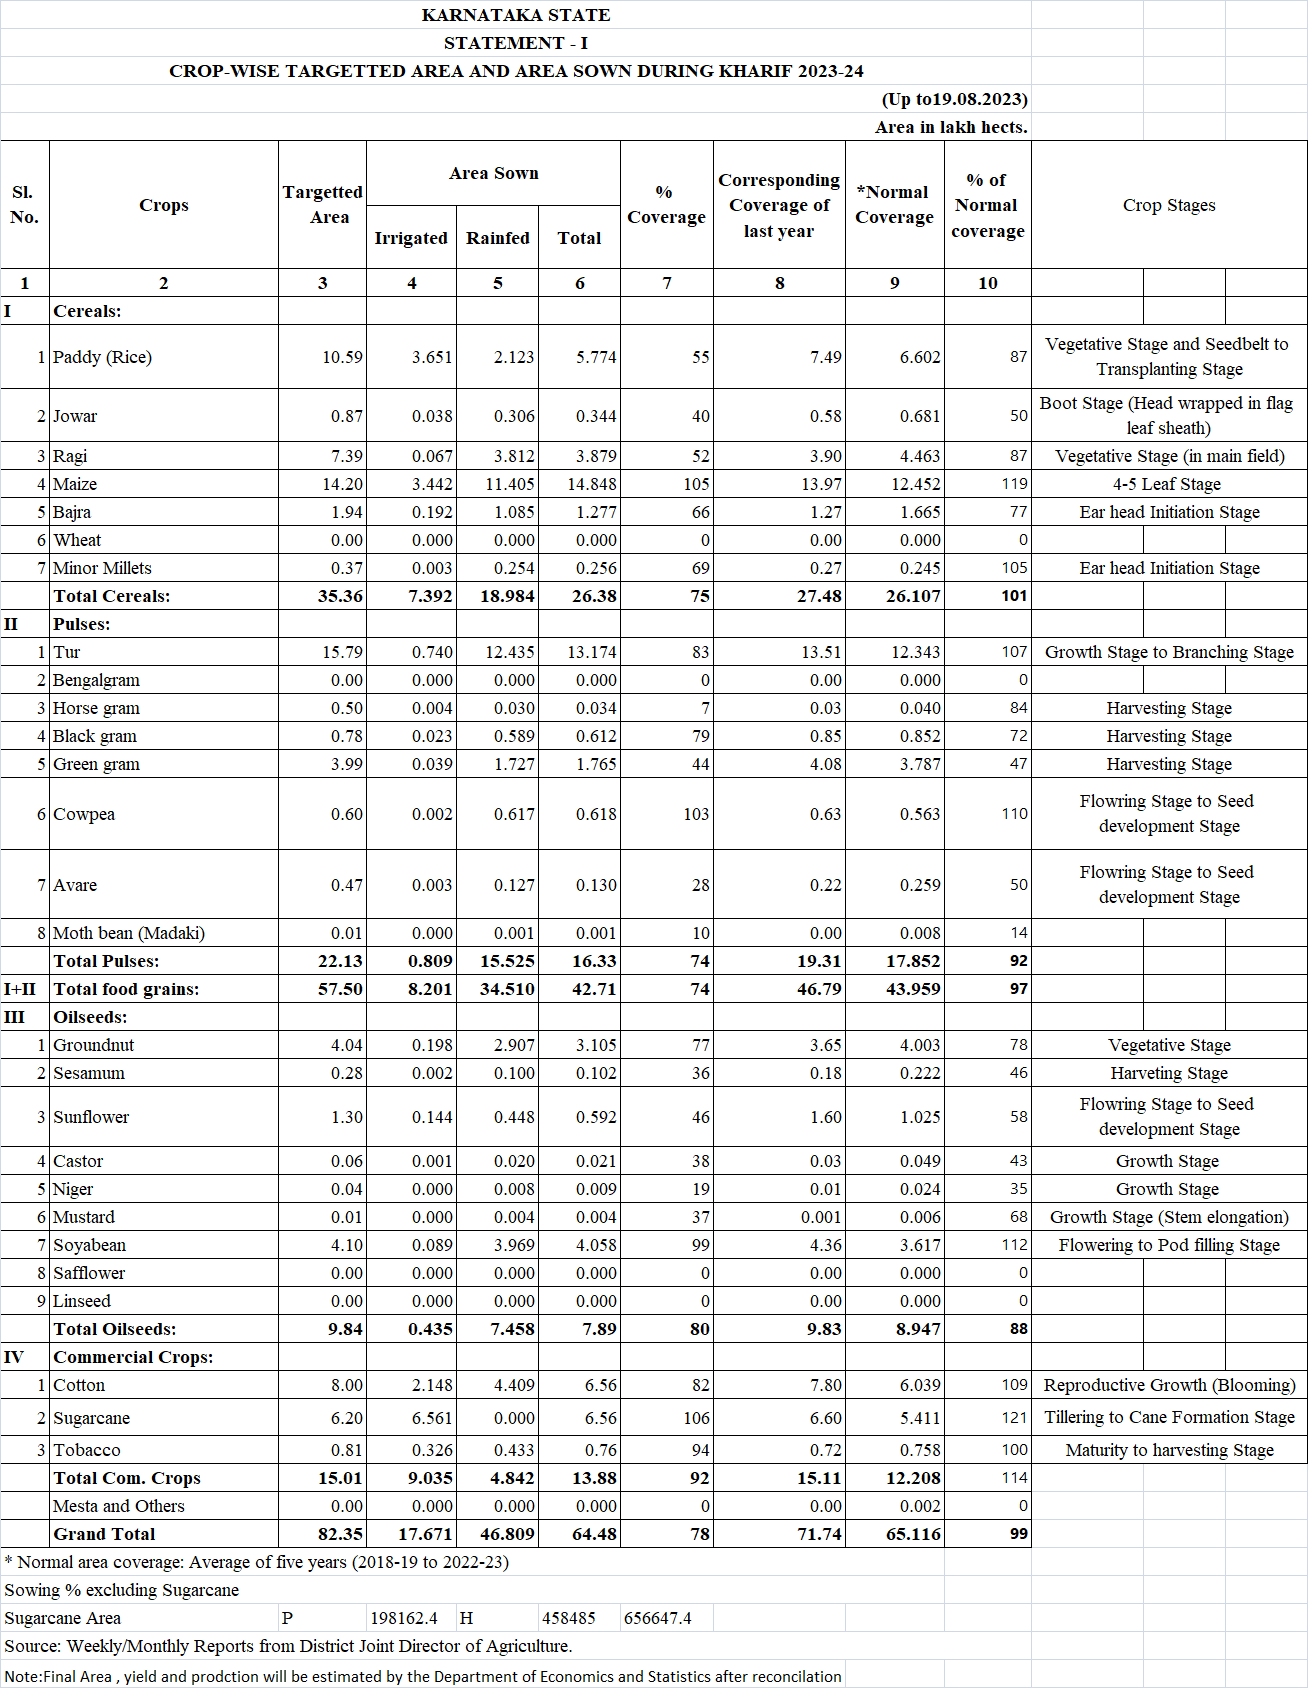 KARNATAKA STATE
STATEMENT - I
CROP-WISE TARGETTED AREA AND AREA SOWN DURING KHARIF 2023-24
(Up to19.08.2023)
Area in lakh hects.
Sl. No. Crops Targetted Area Area Sown % Coverage Corresponding Coverage of last year *Normal Coverage % of Normal coverage Crop Stages
Irrigated Rainfed Total
1 2 3 4 5 6 7 8 9 10
I Cereals:
1 Paddy (Rice) 10.59 3.651 2.123 5.774 55 7.49 6.602 87 Vegetative Stage and Seedbelt to Transplanting Stage
2 Jowar 0.87 0.038 0.306 0.344 40 0.58 0.681 50 Boot Stage (Head wrapped in flag leaf sheath)
3 Ragi 7.39 0.067 3.812 3.879 52 3.90 4.463 87 Vegetative Stage (in main field)
4 Maize 14.20 3.442 11.405 14.848 105 13.97 12.452 119 4-5 Leaf Stage
5 Bajra 1.94 0.192 1.085 1.277 66 1.27 1.665 77 Ear head Initiation Stage
6 Wheat 0.00 0.000 0.000 0.000 0 0.00 0.000 0
7 Minor Millets 0.37 0.003 0.254 0.256 69 0.27 0.245 105 Ear head Initiation Stage
Total Cereals: 35.36 7.392 18.984 26.38 75 27.48 26.107 101
II Pulses:
1 Tur 15.79 0.740 12.435 13.174 83 13.51 12.343 107 Growth Stage to Branching Stage
2 Bengalgram 0.00 0.000 0.000 0.000 0 0.00 0.000 0
3 Horse gram 0.50 0.004 0.030 0.034 7 0.03 0.040 84 Harvesting Stage
4 Black gram 0.78 0.023 0.589 0.612 79 0.85 0.852 72 Harvesting Stage
5 Green gram 3.99 0.039 1.727 1.765 44 4.08 3.787 47 Harvesting Stage
6 Cowpea 0.60 0.002 0.617 0.618 103 0.63 0.563 110 Flowring Stage to Seed development Stage
7 Avare 0.47 0.003 0.127 0.130 28 0.22 0.259 50 Flowring Stage to Seed development Stage
8 Moth bean (Madaki) 0.01 0.000 0.001 0.001 10 0.00 0.008 14
Total Pulses: 22.13 0.809 15.525 16.33 74 19.31 17.852 92
I+II Total food grains: 57.50 8.201 34.510 42.71 74 46.79 43.959 97
III Oilseeds:
1 Groundnut 4.04 0.198 2.907 3.105 77 3.65 4.003 78 Vegetative Stage
2 Sesamum 0.28 0.002 0.100 0.102 36 0.18 0.222 46 Harveting Stage
3 Sunflower 1.30 0.144 0.448 0.592 46 1.60 1.025 58 Flowring Stage to Seed development Stage
4 Castor 0.06 0.001 0.020 0.021 38 0.03 0.049 43 Growth Stage
5 Niger 0.04 0.000 0.008 0.009 19 0.01 0.024 35 Growth Stage
6 Mustard 0.01 0.000 0.004 0.004 37 0.001 0.006 68 Growth Stage (Stem elongation)
7 Soyabean 4.10 0.089 3.969 4.058 99 4.36 3.617 112 Flowering to Pod filling Stage
8 Safflower 0.00 0.000 0.000 0.000 0 0.00 0.000 0
9 Linseed 0.00 0.000 0.000 0.000 0 0.00 0.000 0
Total Oilseeds: 9.84 0.435 7.458 7.89 80 9.83 8.947 88
IV Commercial Crops:
1 Cotton 8.00 2.148 4.409 6.56 82 7.80 6.039 109 Reproductive Growth (Blooming)
2 Sugarcane 6.20 6.561 0.000 6.56 106 6.60 5.411 121 Tillering to Cane Formation Stage
3 Tobacco 0.81 0.326 0.433 0.76 94 0.72 0.758 100 Maturity to harvesting Stage
Total Com. Crops 15.01 9.035 4.842 13.88 92 15.11 12.208 114
Mesta and Others 0.00 0.000 0.000 0.000 0 0.00 0.002 0
Grand Total 82.35 17.671 46.809 64.48 78 71.74 65.116 99
* Normal area coverage: Average of five years (2018-19 to 2022-23)
Sowing % excluding Sugarcane
Sugarcane Area P 198162.4 H 458485 656647.4
Source: Weekly/Monthly Reports from District Joint Director of Agriculture.
Note:Final Area , yield and prodction will be estimated by the Department of Economics and Statistics after reconcilation